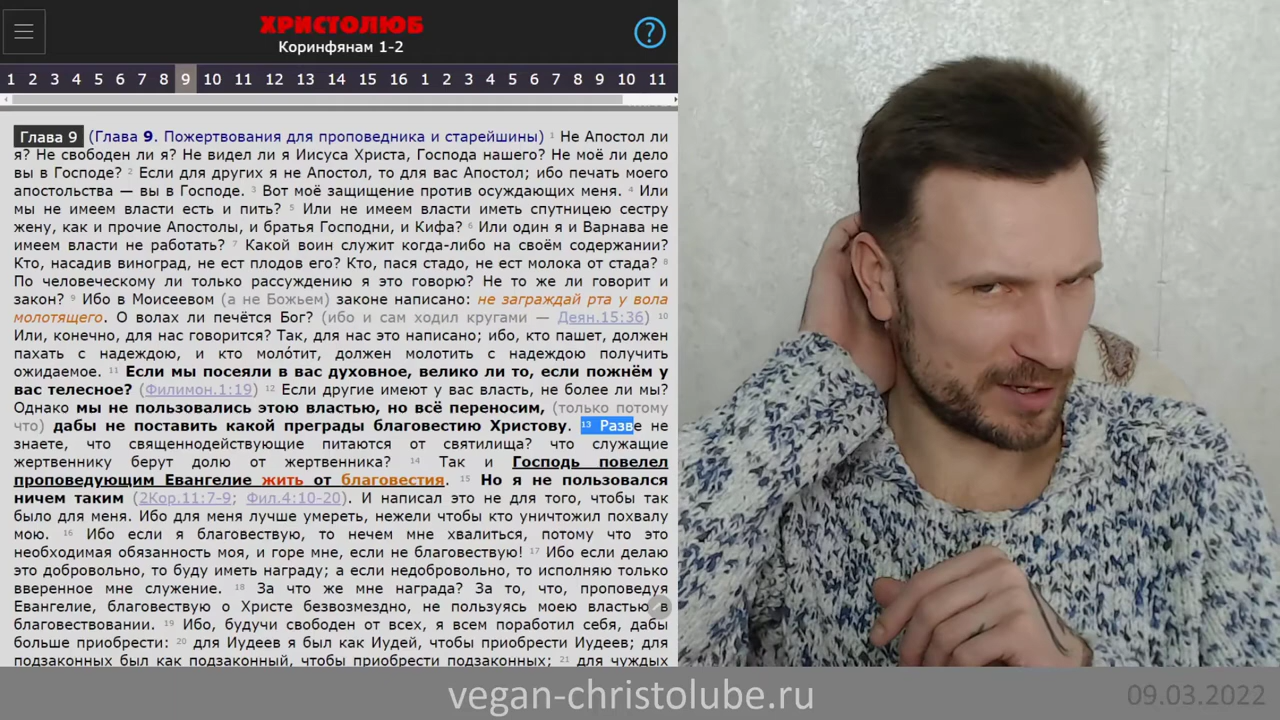 ХРИСТОЛЮБ
Коринфянам 1-2
?
1 2 3 4 5 6 7 8 9 10 11 12 13 14 15 16 1 2 3 4 5 6 7 8 9 10 11
Глава 9 (Глава 9. Пожертвования для проповедника и старейшины) 1 Не Апостол ли
я? Не свободен ли я? Не видел ли я Иисуса Христа, Господа нашего? Не моё ли дело
вы в Господе? 2 Если для других я не Апостол, то для вас Апостол; ибо печать моего
апостольства — вы в Господе. 3 Вот моё защищение против осуждающих меня. 4 Или
мы не имеем власти есть и пить? 5 Или не имеем власти иметь спутницею сестру
жену, как и прочие Апостолы, и братья Господни, и Кифа? 6 Или один я и Варнава не
имеем власти не работать? 7 Какой воин служит когда-либо на своём содержании?
Кто, насадив виноград, не ест плодов его? Кто, пася стадо, не ест молока от стада? 8
По человеческому ли только рассуждению я это говорю? Не то же ли говорит и
закон? 9 Ибо в Моисеевом (а не Божьем) законе написано: не заграждай рта у вола
молотящего. О волах ли печётся Бог? (ибо и сам ходил кругами — Деян.15:36) 10
Или, конечно, для нас говорится? Так, для нас это написано; ибо, кто пашет, должен
пахать с надеждою, и кто моло́тит, должен молотить с надеждою получить
ожидаемое. 11 Если мы посеяли в вас духовное, велико ли то, если пожнём у
вас телесное? (Филимон.1:19) 12 Если другие имеют у вас власть, не более ли мы?
Однако мы не пользовались этою властью, но всё переносим, (только потому
что) дабы не поставить какой преграды благовестию Христову. 13 Разве не
знаете, что священнодействующие питаются от святилища? что служащие
жертвеннику берут долю от жертвенника? 14 Так и Господь повелел
проповедующим Евангелие жить от благовестия. 15 Но я не пользовался
ничем таким (2Кор.11:7-9; Фил.4:10-20). И написал это не для того, чтобы так
было для меня. Ибо для меня лучше умереть, нежели чтобы кто уничтожил похвалу
мою. 16 Ибо если я благовествую, то нечем мне хвалиться, потому что это
необходимая обязанность моя, и горе мне, если не благовествую! 17 Ибо если делаю
это добровольно, то буду иметь награду; а если недобровольно, то исполняю только
вверенное мне служение. 18 За что же мне награда? За то, что, проповедуя
Евангелие, благовествую о Христе безвозмездно, не пользуясь моею властью в
благовествовании. 19 Ибо, будучи свободен от всех, я всем поработил себя, дабы
больше приобрести: 20 для Иудеев я был как Иудей, чтобы приобрести Иудеев; для
подзаконных был как подзаконный, чтобы приобрести подзаконных; 21 для чуждых
vegan-christolube.ru
09.03.2022